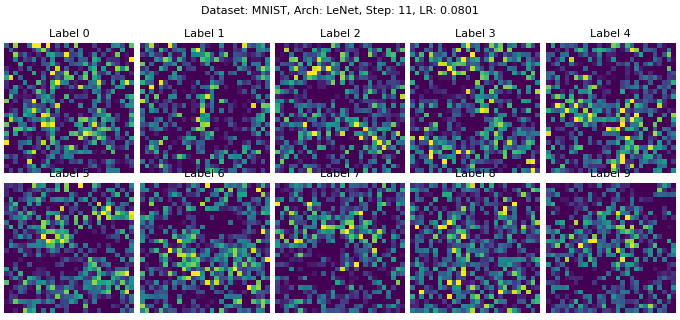 Dataset: MNIST, Arch: LeNet, Step: 11, LR: 0.0801
Label 0 Label 1 Label 2 Label 3 Label 4
Label 5 Label 6 Label 7 Label 8 Label 9